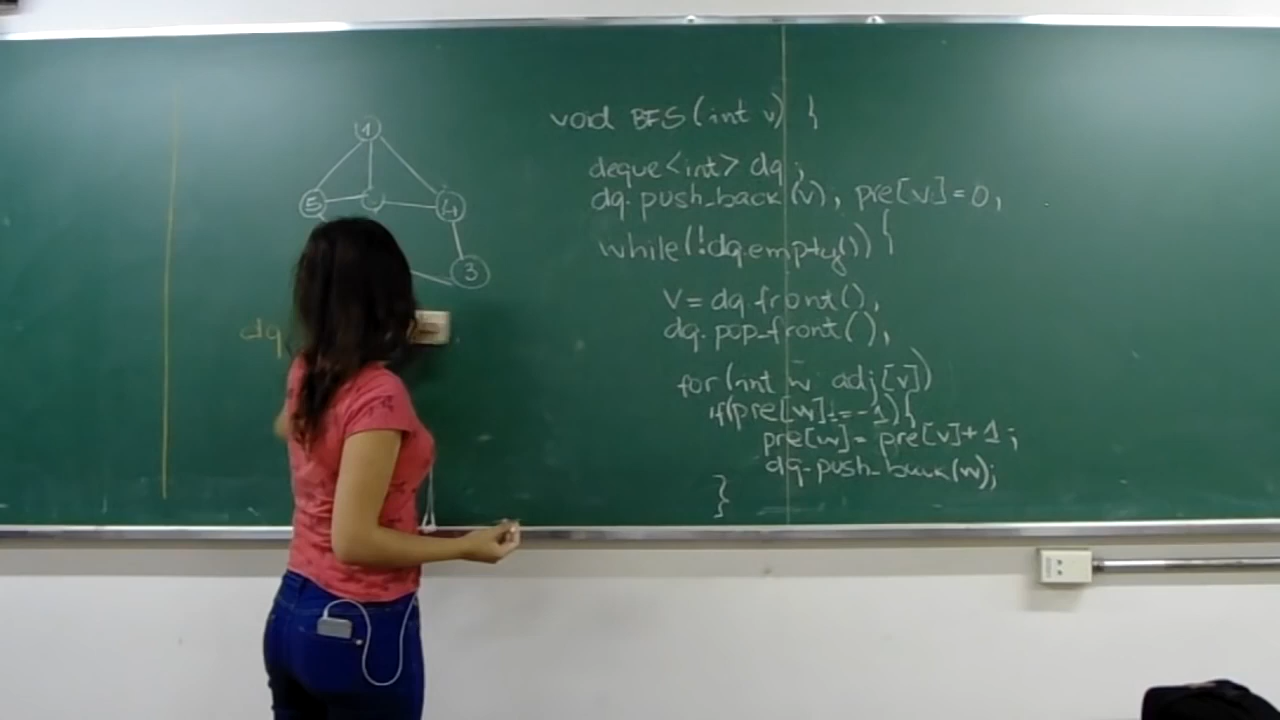 1
5
4
3
dq
void BFS (int v) {
deque<int> dq;
dq.push_back(v); pre[v]=0;
while(!dq.empty()) {
v = dq.front();
dq.pop_front();
for (int w: adj[v])
if(pre[w]==-1){
pre[w] = pre[v]+1;
dq.push_back(w);
}